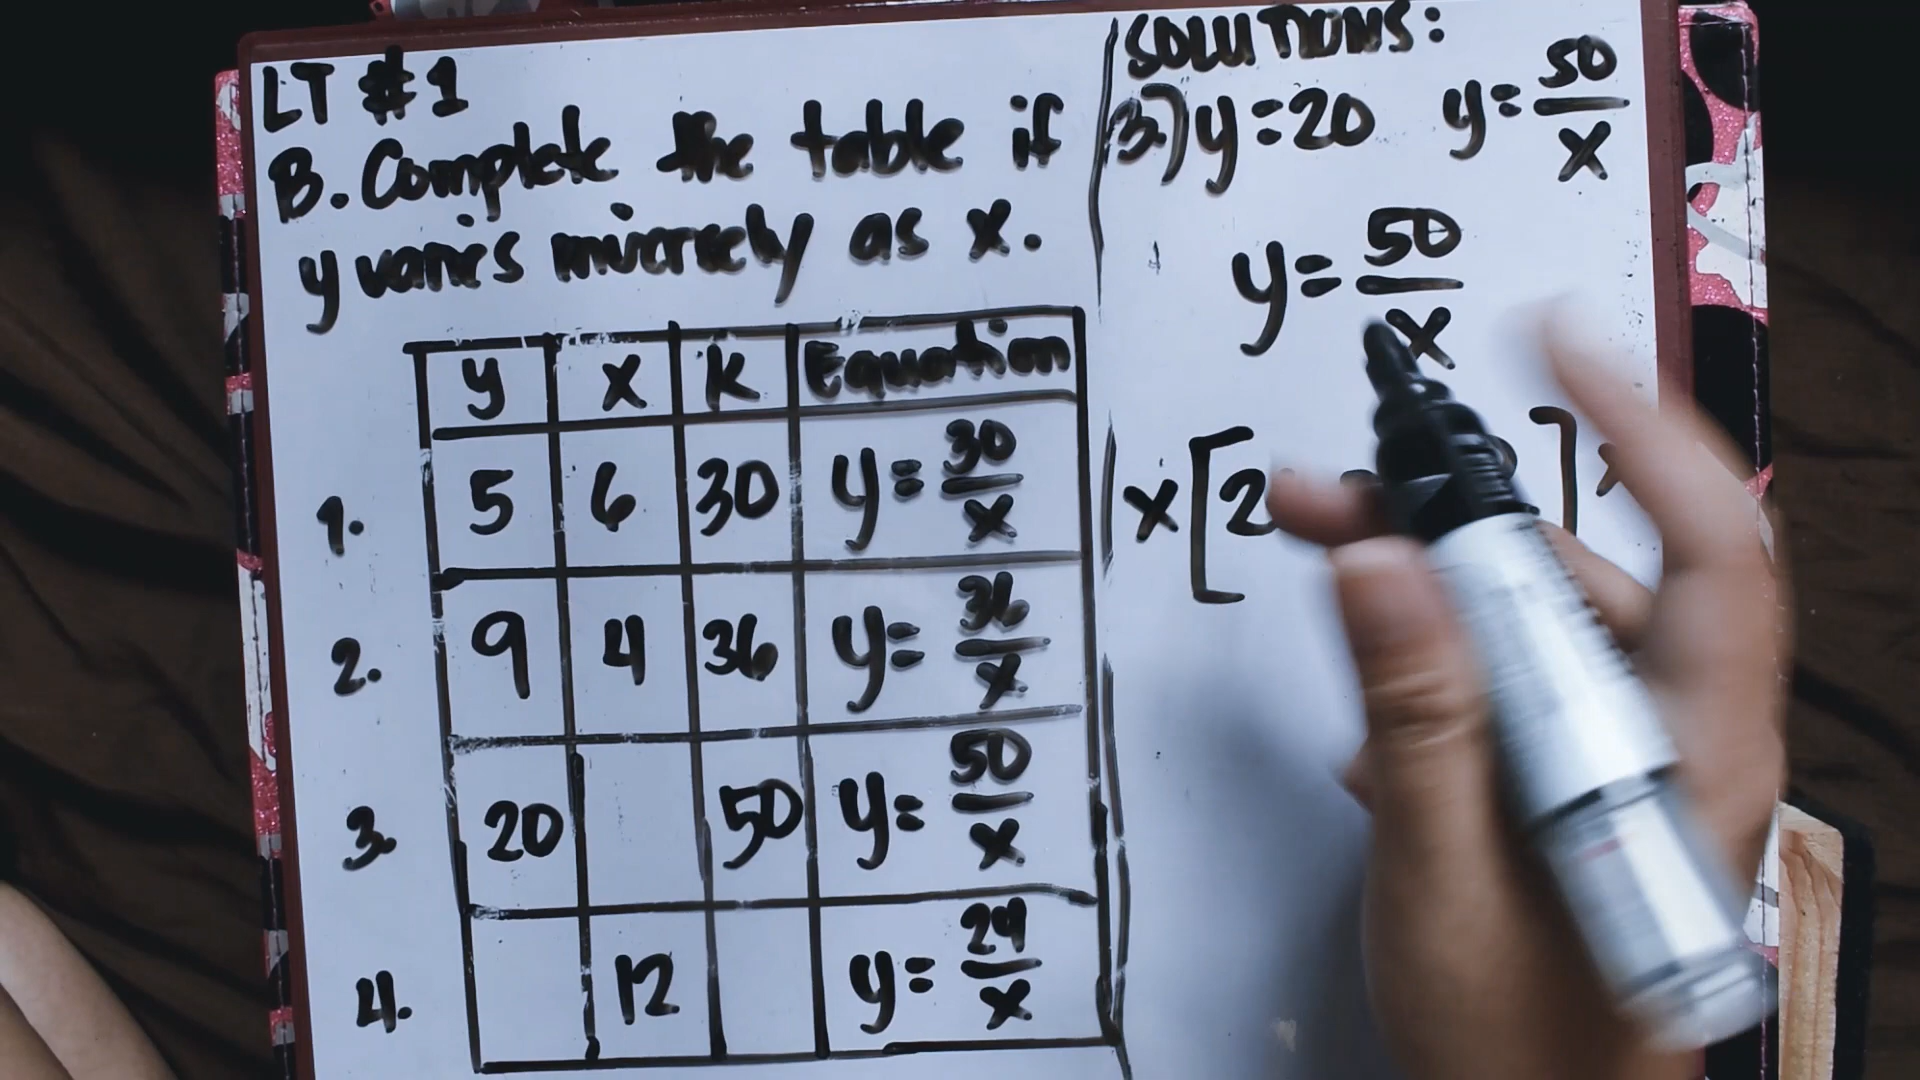 LT #1
B. Complete the table if
y varies inversely as x.
y x k Equation
1. 5 6 30 y = 30/x
2. 9 4 36 y = 36/x
3. 20 50 y = 50/x
4. 12 y = 24/x
SOLUTIONS:
3.) y = 20 y = 50/x
y = 50/x
x [ 2 ] x